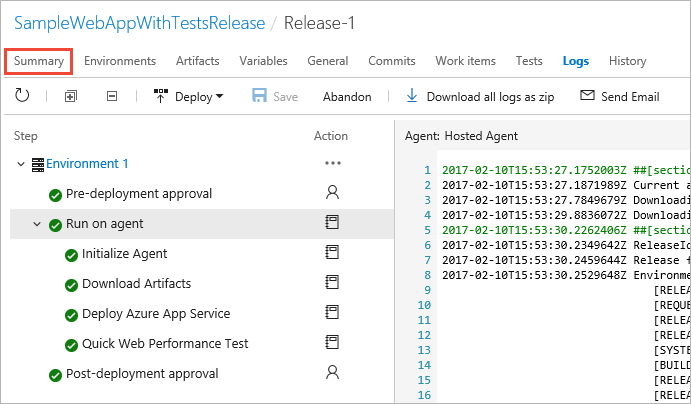 SampleWebAppWithTestsRelease / Release-1
Summary Environments Artifacts Variables General Commits Work items Tests Logs History
Deploy Save Abandon Download all logs as zip Send Email
Step Action
Environment 1
Pre-deployment approval
Run on agent
Initialize Agent
Download Artifacts
Deploy Azure App Service
Quick Web Performance Test
Post-deployment approval
Agent: Hosted Agent
1 2017-02-10T15:53:27.1752003Z ##[sectio
2 2017-02-10T15:53:27.1871989Z Current a
3 2017-02-10T15:53:27.7849679Z Downloadi
4 2017-02-10T15:53:29.8836072Z Downloadi
5 2017-02-10T15:53:30.2262406Z ##[sectio
6 2017-02-10T15:53:30.2349642Z ReleaseId
7 2017-02-10T15:53:30.2459644Z Release f
8 2017-02-10T15:53:30.2529648Z Environme
9 [RELEA
10 [REQUE
11 [RELEA
12 [RELEA
13 [SYSTE
14 [BUILD
15 [RELEA
16 [RELEA